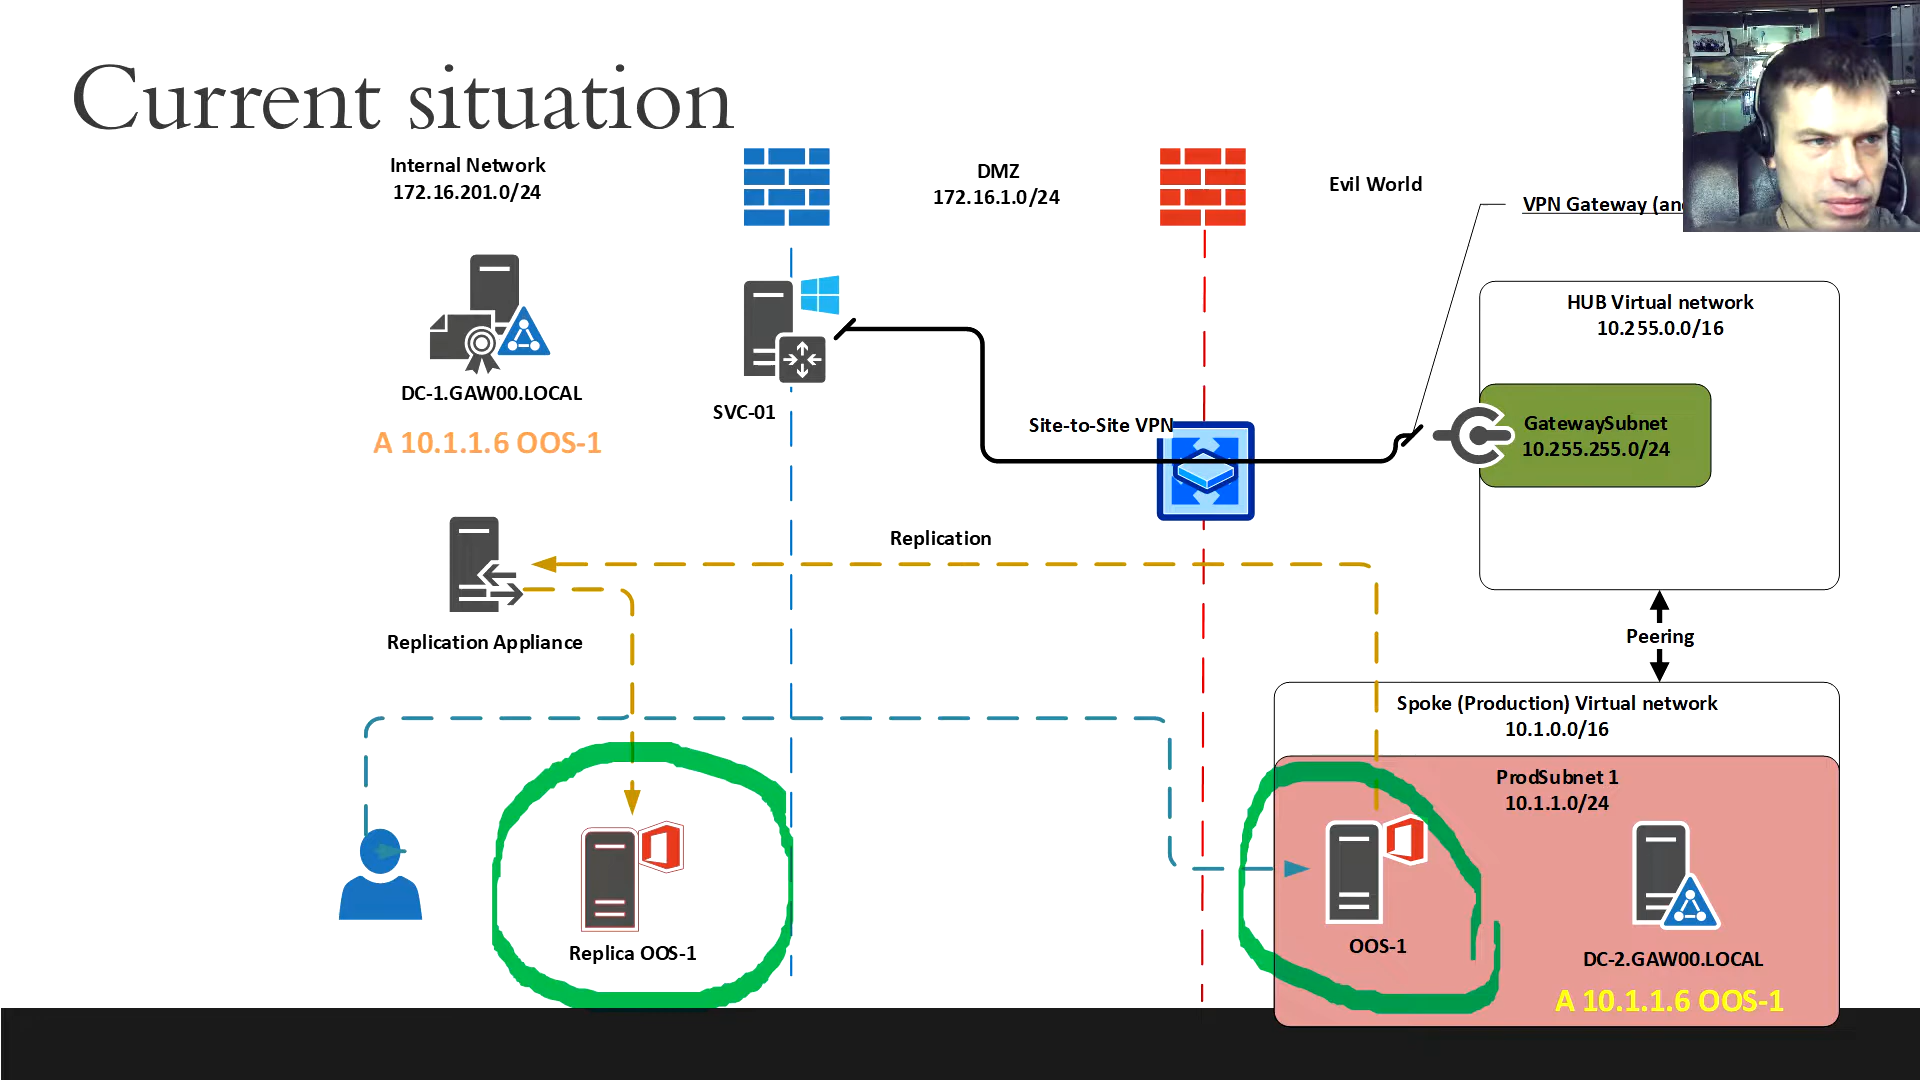 Current situation
Internal Network
172.16.201.0/24
DMZ
172.16.1.0/24
Evil World
VPN Gateway
HUB Virtual network
10.255.0.0/16
DC-1.GAW00.LOCAL
A 10.1.1.6 OOS-1
SVC-01
Site-to-Site VPN
GatewaySubnet
10.255.255.0/24
Replication
Replication Appliance
Peering
Spoke (Production) Virtual network
10.1.0.0/16
ProdSubnet 1
10.1.1.0/24
Replica OOS-1
OOS-1
DC-2.GAW00.LOCAL
A 10.1.1.6 OOS-1